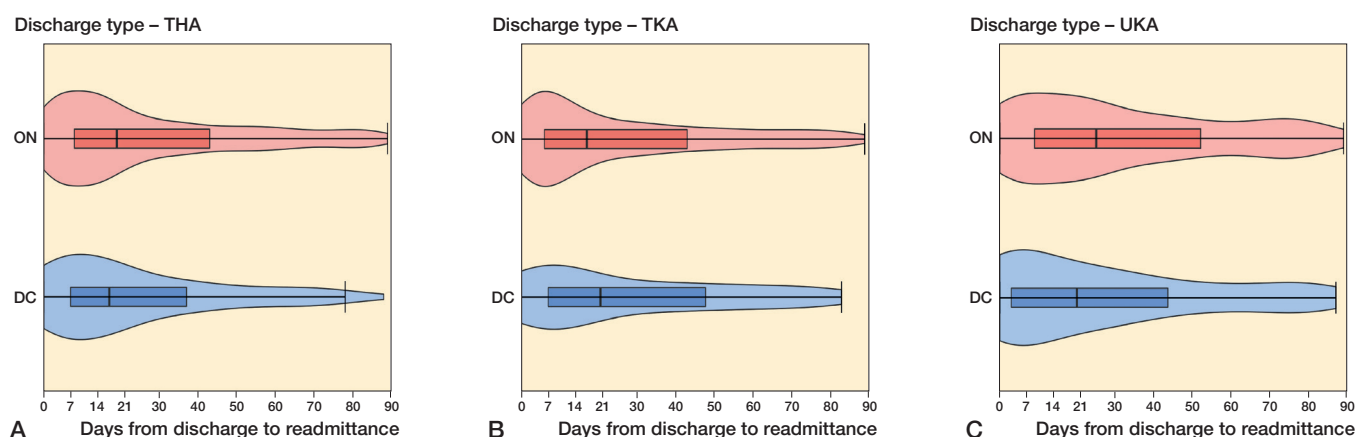 Discharge type – THA
ON
DC
0 7 14 21 30 40 50 60 70 80 90
A Days from discharge to readmittance
Discharge type – TKA
ON
DC
0 7 14 21 30 40 50 60 70 80 90
B Days from discharge to readmittance
Discharge type – UKA
ON
DC
0 7 14 21 30 40 50 60 70 80 90
C Days from discharge to readmittance